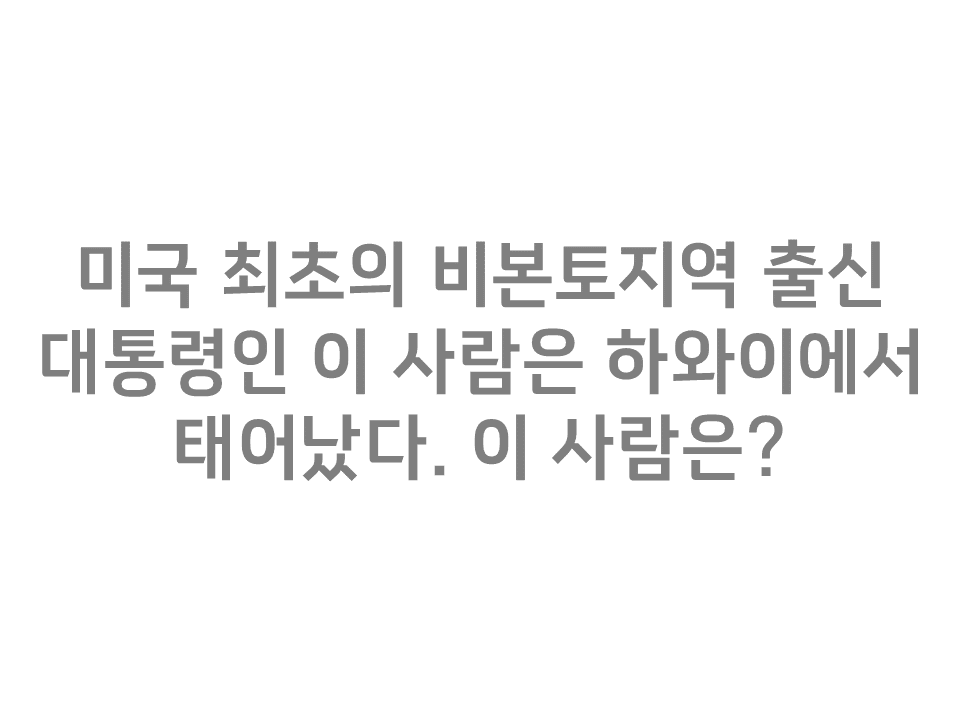 미국 최초의 비본토지역 출신
대통령인 이 사람은 하와이에서
태어났다. 이 사람은?